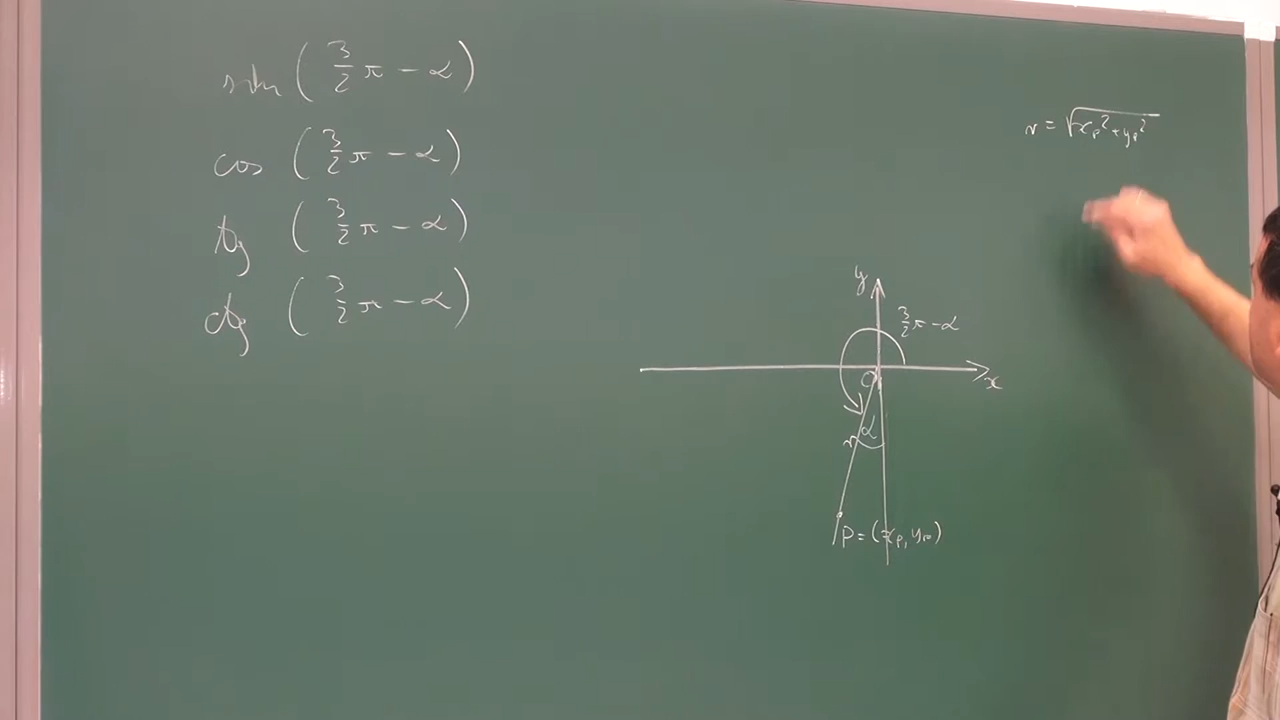 sin ( 3/2 π − α )
cos ( 3/2 π − α )
tg ( 3/2 π − α )
ctg ( 3/2 π − α )
r = √(x_P² + y_P²)
y
3/2 π − α
O
x
α
r
P = (x_P, y_P)